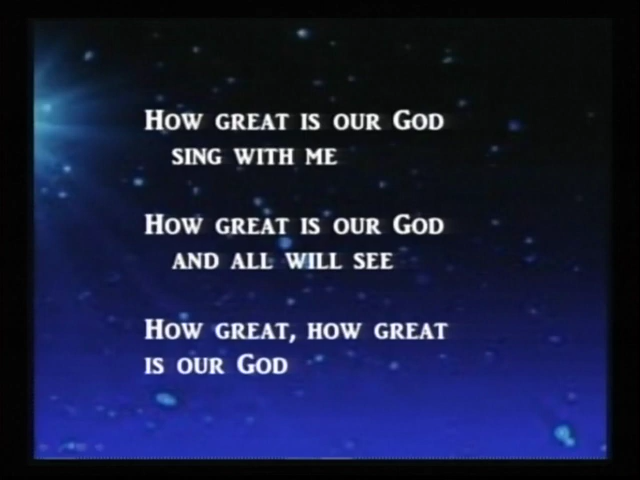 How great is our God
sing with me
How great is our God
and all will see
How great, how great
is our God